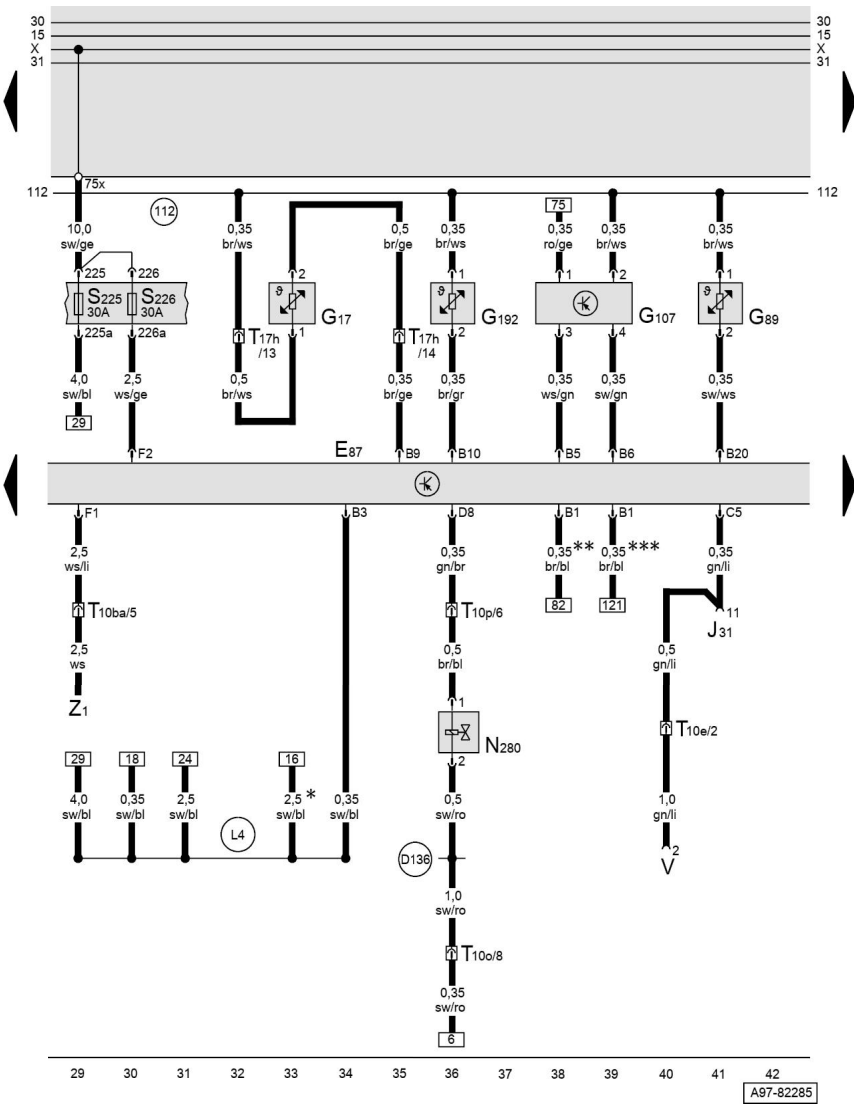 30 30
15 15
X X
31 31
75x
112 112
112
75
10,0 0,35 0,5 0,35 0,35 0,35 0,35
sw/ge br/ws br/ge br/ws ro/ge br/ws br/ws
225 226 2 1 1 2 1
S225 S226 ϑ ϑ ϑ
30A 30A G17 G192 G107 G89
225a 226a T17h 1 T17h 2 3 4 2
/13 /14
4,0 2,5 0,5 0,35 0,35 0,35 0,35 0,35
sw/bl ws/ge br/ws br/ge br/gr ws/gn sw/gn sw/ws
29
F2 E87 B9 B10 B5 B6 B20
F1 B3 D8 B1 B1 C5
2,5 0,35 0,35 ** 0,35 *** 0,35
ws/li gn/br br/bl br/bl gn/li
T10ba/5 T10p/6 82 121 11
J31
2,5 0,5 0,5
ws br/bl gn/li
Z1 1
T10e/2
N280
29 18 24 16 2
4,0 0,35 2,5 2,5 * 0,35 0,5 1,0
sw/bl sw/bl sw/bl sw/bl sw/bl sw/ro gn/li
L4
D136 2
V
1,0
sw/ro
T10o/8
0,35
sw/ro
6
29 30 31 32 33 34 35 36 37 38 39 40 41 42
A97-82285